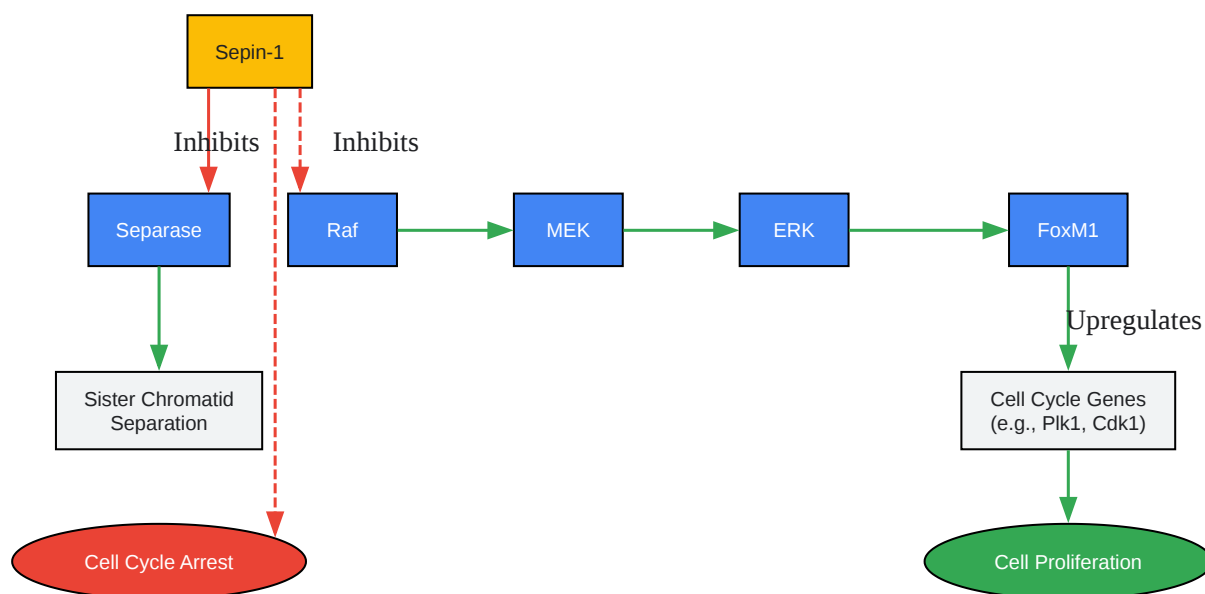 Sepin-1
Inhibits
Inhibits
Separase
Raf
MEK
ERK
FoxM1
Upregulates
Sister Chromatid
Separation
Cell Cycle Genes
(e.g., Plk1, Cdk1)
Cell Cycle Arrest
Cell Proliferation